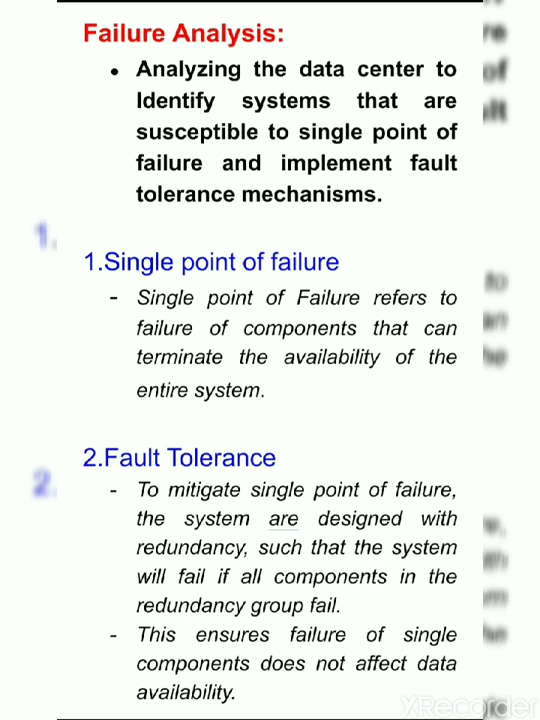 Failure Analysis:
• Analyzing the data center to
Identify systems that are
susceptible to single point of
failure and implement fault
tolerance mechanisms.
1.
1.Single point of failure
- Single point of Failure refers to
failure of components that can
terminate the availability of the
entire system.
2.
2.Fault Tolerance
- To mitigate single point of failure,
the system are designed with
redundancy, such that the system
will fail if all components in the
redundancy group fail.
- This ensures failure of single
components does not affect data
availability.
XRecorder